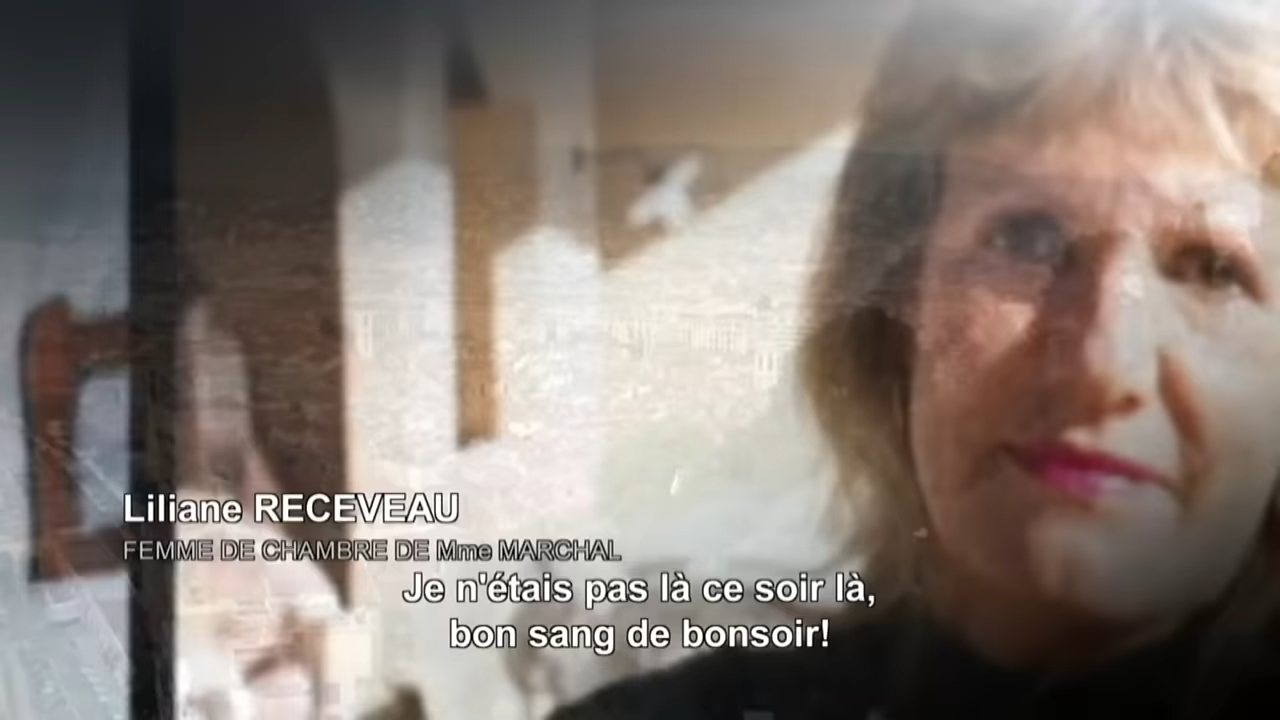 Liliane RECEVEAU
FEMME DE CHAMBRE DE Mme MARCHAL
Je n'étais pas là ce soir là,
bon sang de bonsoir!